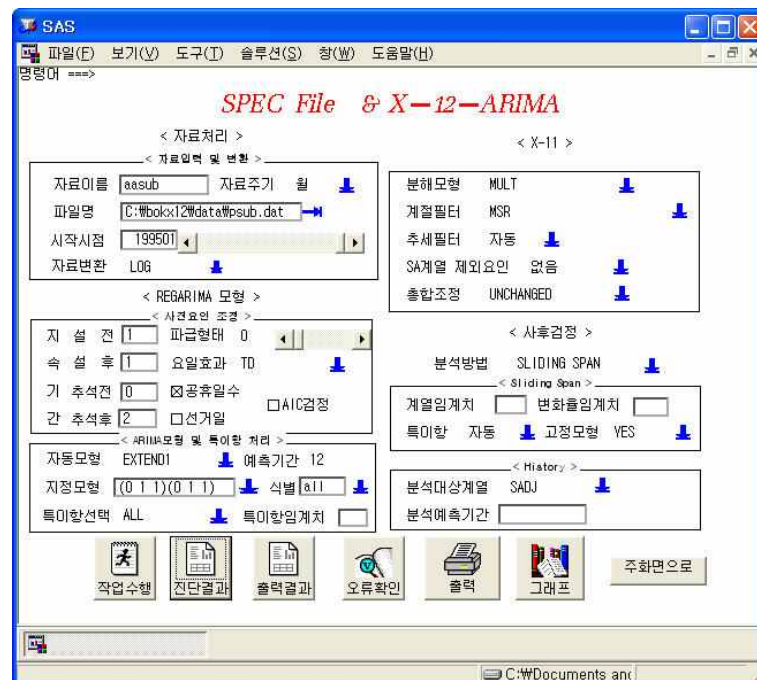 SAS
파일(F) 보기(V) 도구(T) 솔루션(S) 창(W) 도움말(H)
명령어 ===>
SPEC File & X-12-ARIMA
< 자료처리 >
< 자료입력 및 변환 >
자료이름 aasub 자료주기 월
파일명 C:₩bokx12₩data₩psub.dat
시작시점 199501
자료변환 LOG
< REGARIMA 모형 >
< 사전요인 조정 >
지 설 전 1 파급형태 0
속 설 후 1 요일효과 TD
기 추석전 0 ☒공휴일수
간 추석후 2 □선거일 □AIC검정
< ARIMA모형 및 특이항 처리 >
자동모형 EXTEND1 예측기간 12
지정모형 (0 1 1)(0 1 1) 식별 all
특이항선택 ALL 특이항임계치
< X-11 >
분해모형 MULT
계절필터 MSR
추세필터 자동
SA계열 제외요인 없음
총합조정 UNCHANGED
< 사후검정 >
분석방법 SLIDING SPAN
< Sliding Span >
계열임계치 변화율임계치
특이항 자동 고정모형 YES
< History >
분석대상계열 SADJ
분석예측기간
작업수행 진단결과 출력결과 오류확인 출력 그래프 주화면으로
C:₩Documents and